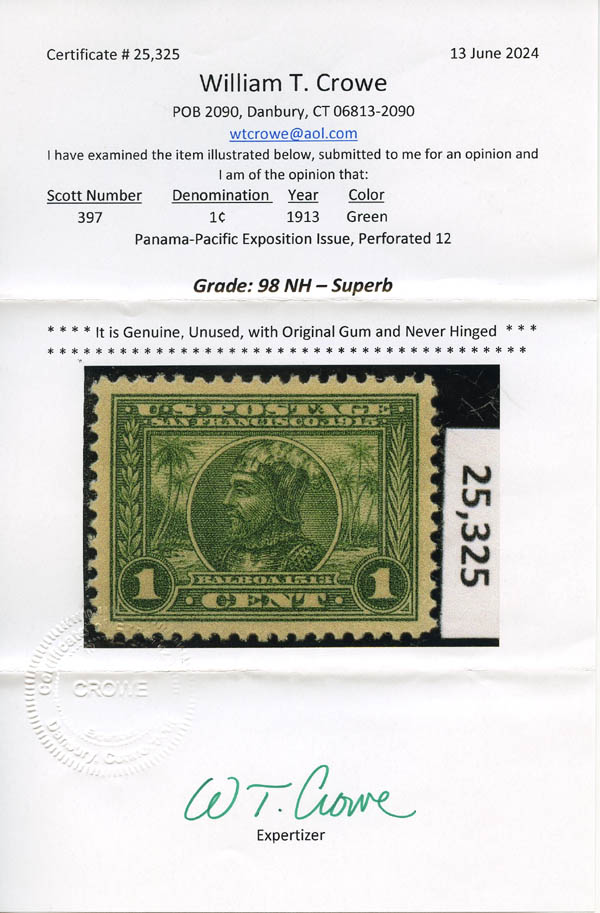 Certificate # 25,325 13 June 2024
William T. Crowe
POB 2090, Danbury, CT 06813-2090
wtcrowe@aol.com
I have examined the item illustrated below, submitted to me for an opinion and
I am of the opinion that:
Scott Number Denomination Year Color
397 1¢ 1913 Green
Panama-Pacific Exposition Issue, Perforated 12
Grade: 98 NH – Superb
* * * * It is Genuine, Unused, with Original Gum and Never Hinged * * *
* * * * * * * * * * * * * * * * * * * * * * * * * * * * * * * * * * * * * * * *
U.S. POSTAGE
SAN FRANCISCO 1915
BALBOA 1513
1 CENT 1
25,325
CROWE
Danbury, Connecticut
W T. Crowe
Expertizer